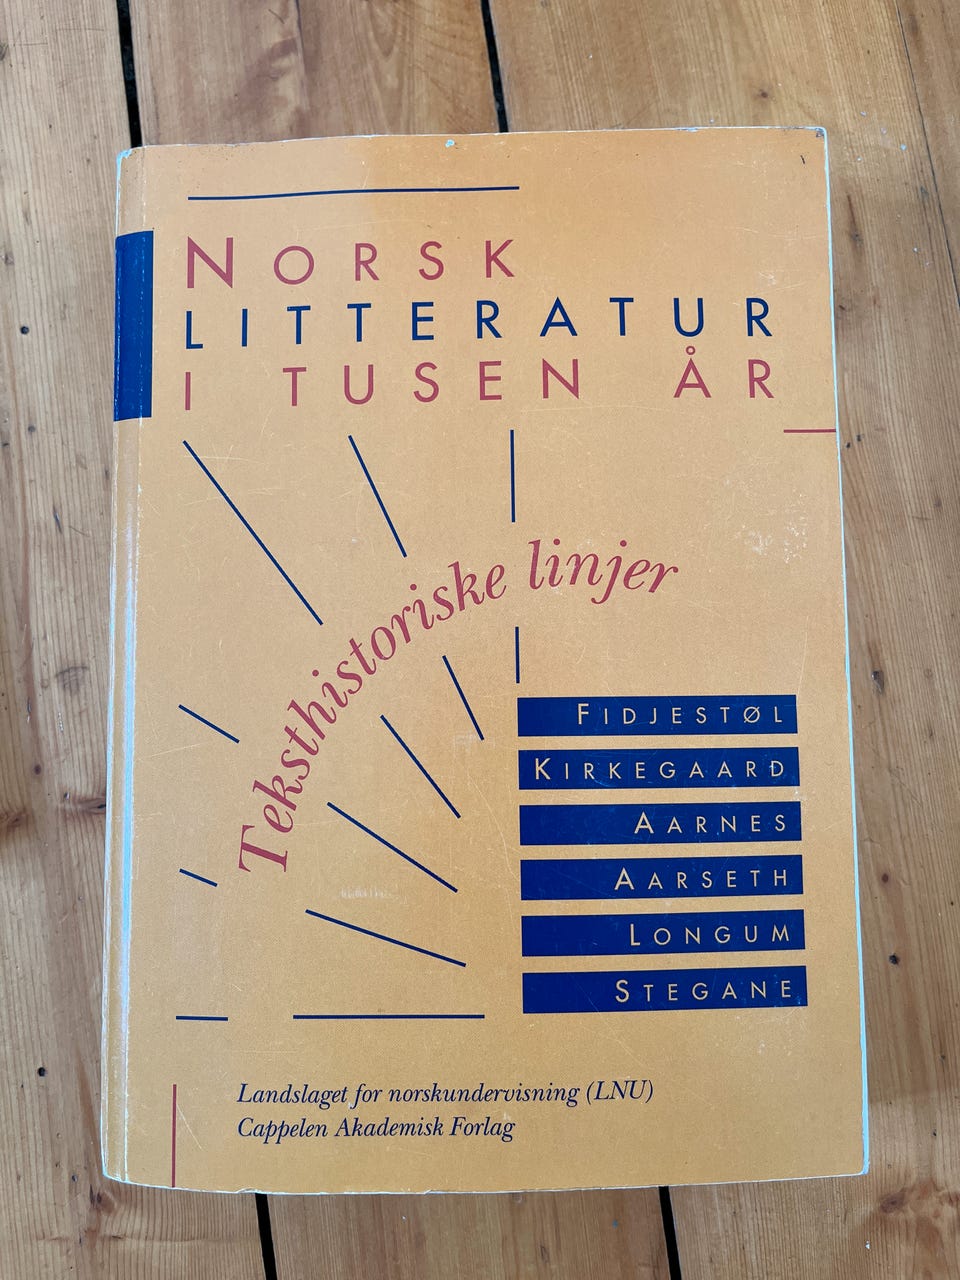 NORSK
LITTERATUR
I TUSEN ÅR
Teksthistoriske linjer
FIDJESTØL
KIRKEGAARD
AARNES
AARSETH
LONGUM
STEGANE
Landslaget for norskundervisning (LNU)
Cappelen Akademisk Forlag